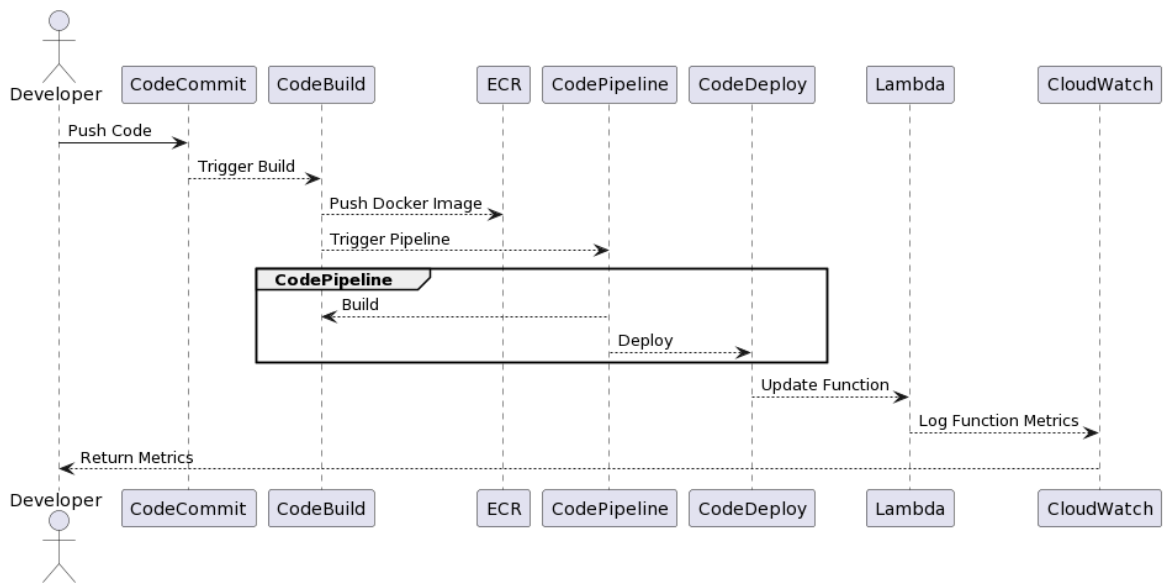 Developer
CodeCommit
CodeBuild
ECR
CodePipeline
CodeDeploy
Lambda
CloudWatch
Push Code
Trigger Build
Push Docker Image
Trigger Pipeline
CodePipeline
Build
Deploy
Update Function
Log Function Metrics
Return Metrics
Developer
CodeCommit
CodeBuild
ECR
CodePipeline
CodeDeploy
Lambda
CloudWatch